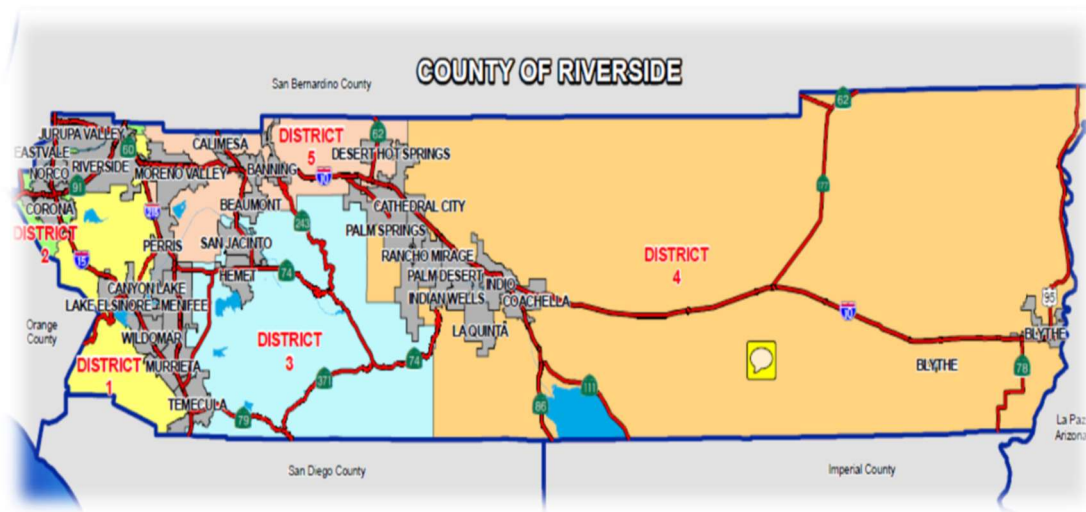 COUNTY OF RIVERSIDE
San Bernardino County
62
JURUPA VALLEY
60
EASTVALE
RIVERSIDE
NORCO
91
CORONA
DISTRICT
2
CALIMESA
MORENO VALLEY
DISTRICT
5
62
DESERT HOT SPRINGS
BANNING
10
BEAUMONT
CATHEDRAL CITY
215
243
PALM SPRINGS
PERRIS
SAN JACINTO
RANCHO MIRAGE
15
HEMET
74
PALM DESERT
INDIO
CANYON LAKE
INDIAN WELLS
COACHELLA
LAKE ELSINORE
MENIFEE
LA QUINTA
DISTRICT
4
177
10
95
BLYTHE
BLYTHE
78
Orange
County
WILDOMAR
DISTRICT
3
MURRIETA
DISTRICT
1
371
74
TEMECULA
79
86
111
La Paz
Arizona
San Diego County
Imperial County